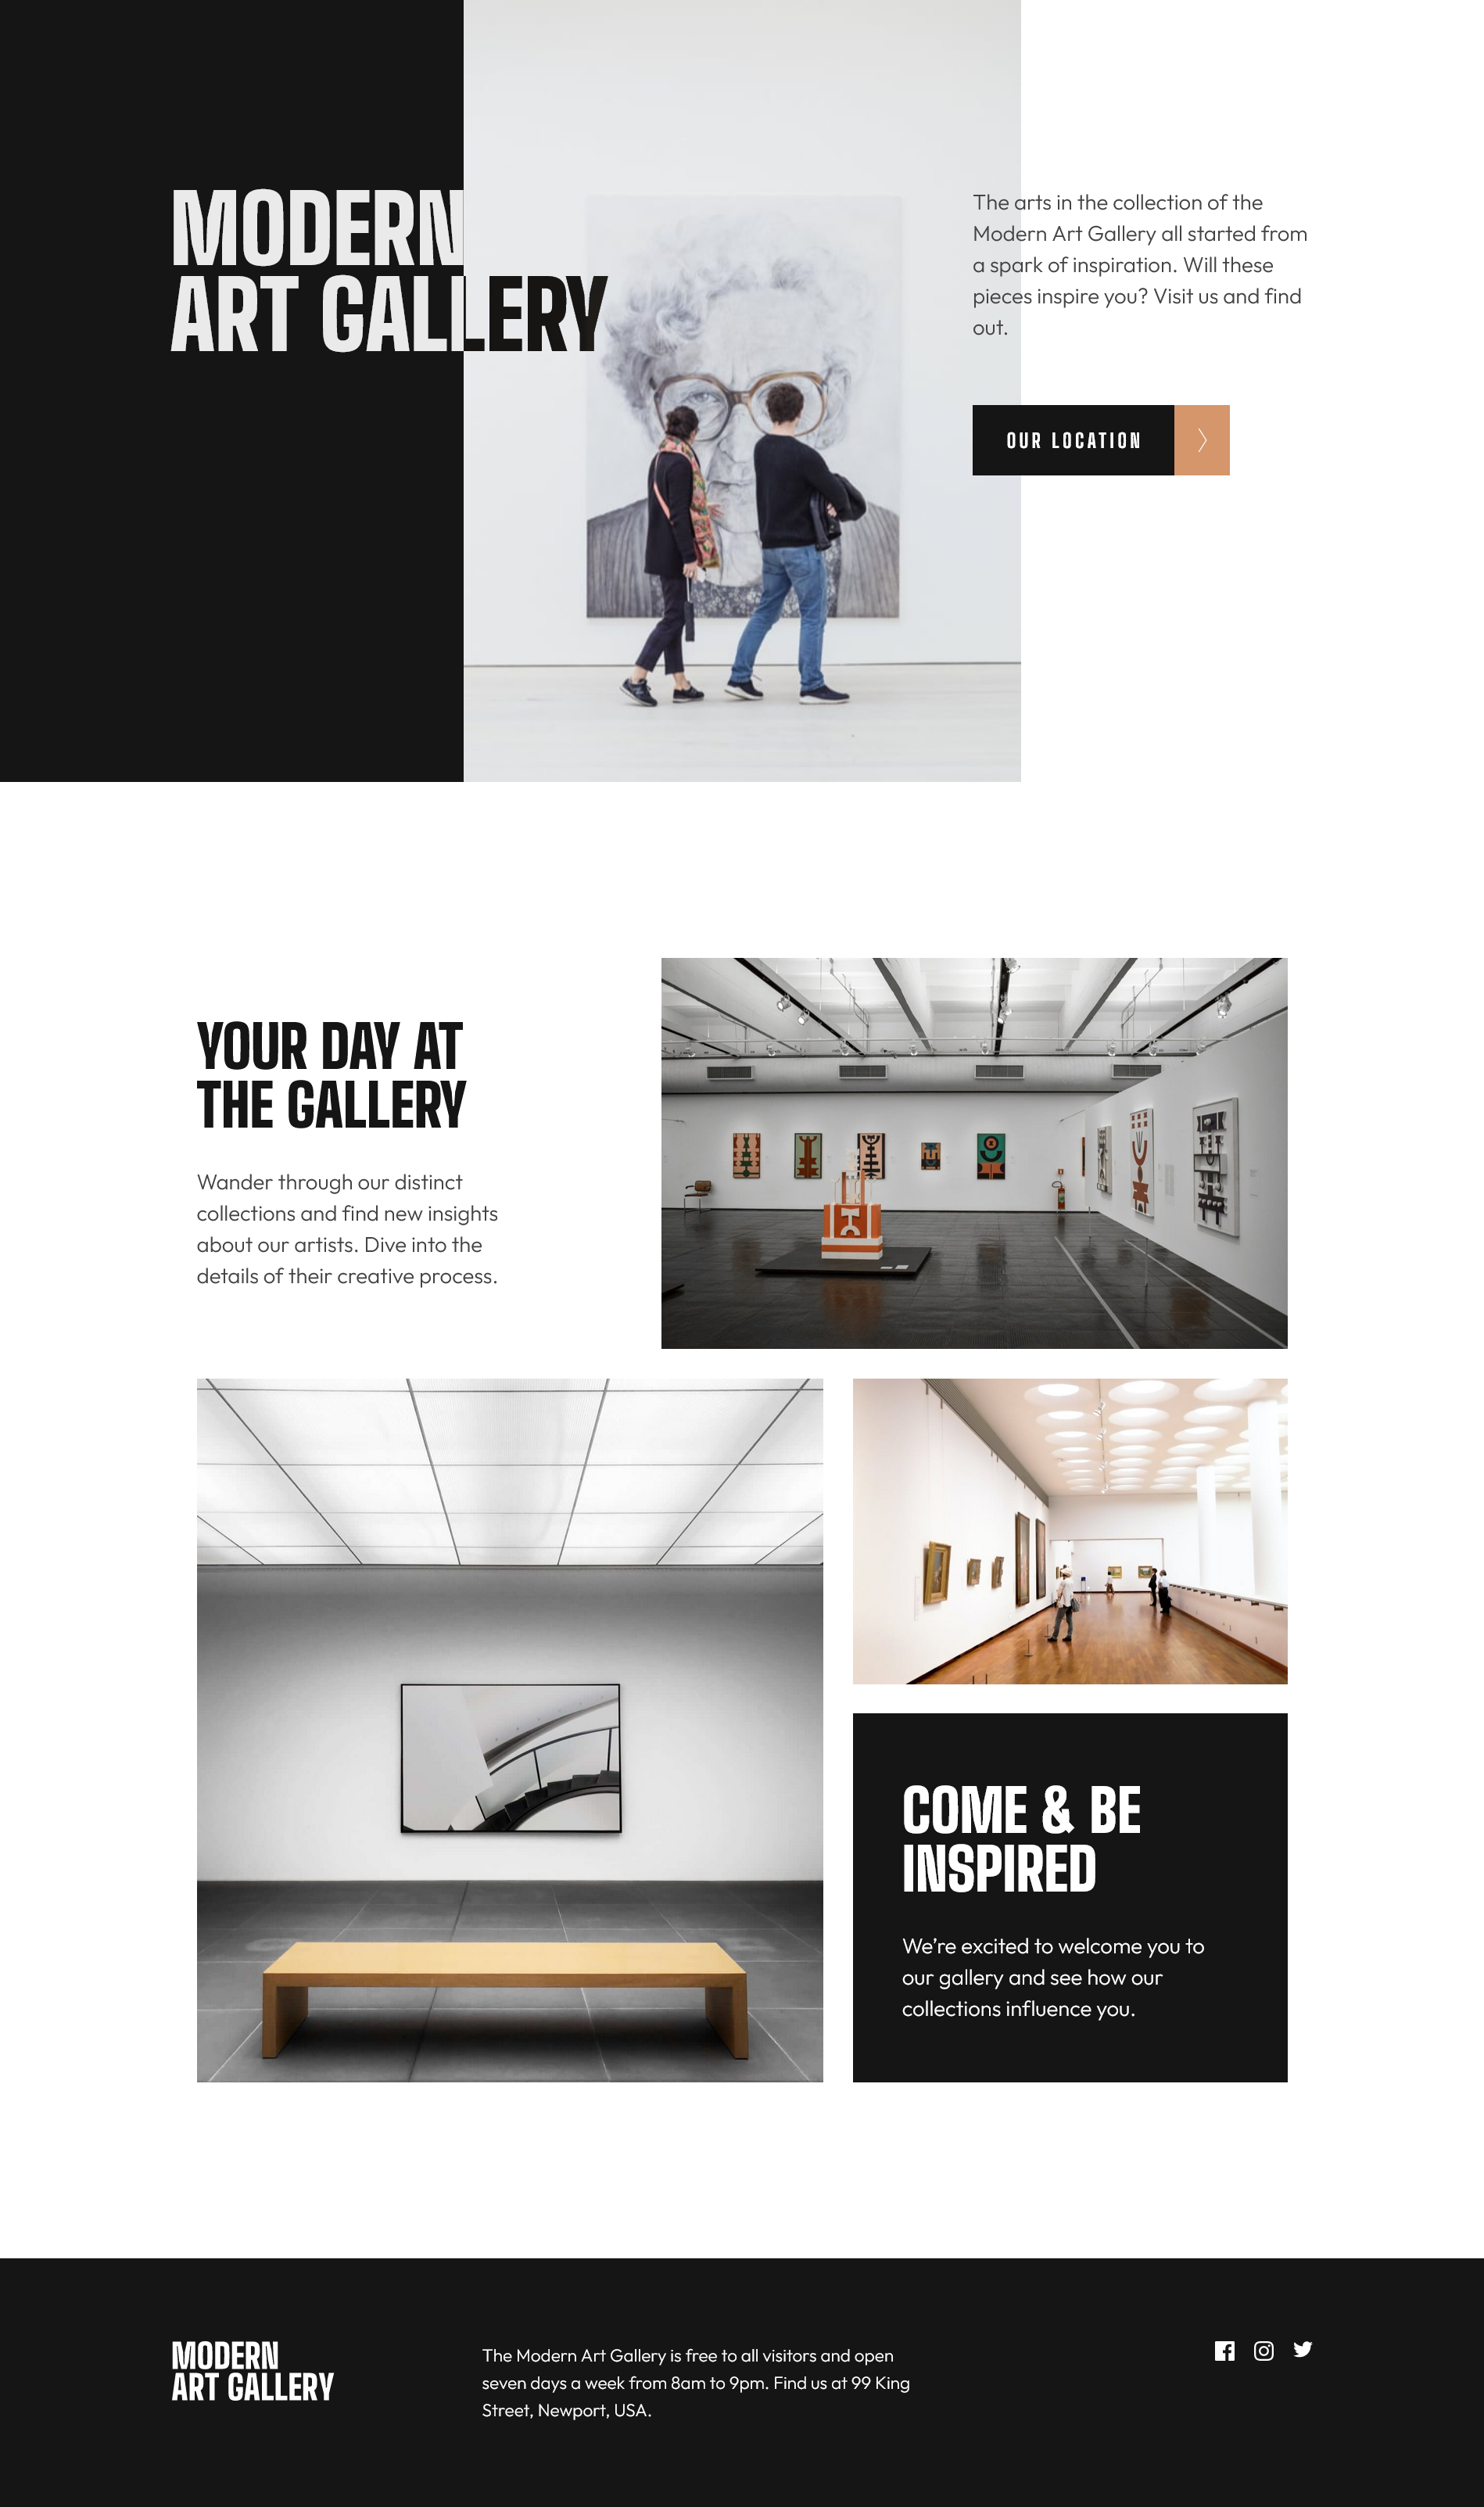 MODERN
ART GALLERY
The arts in the collection of the
Modern Art Gallery all started from
a spark of inspiration. Will these
pieces inspire you? Visit us and find
out.
OUR LOCATION
YOUR DAY AT
THE GALLERY
Wander through our distinct
collections and find new insights
about our artists. Dive into the
details of their creative process.
COME & BE
INSPIRED
We’re excited to welcome you to
our gallery and see how our
collections influence you.
MODERN
ART GALLERY
The Modern Art Gallery is free to all visitors and open
seven days a week from 8am to 9pm. Find us at 99 King
Street, Newport, USA.